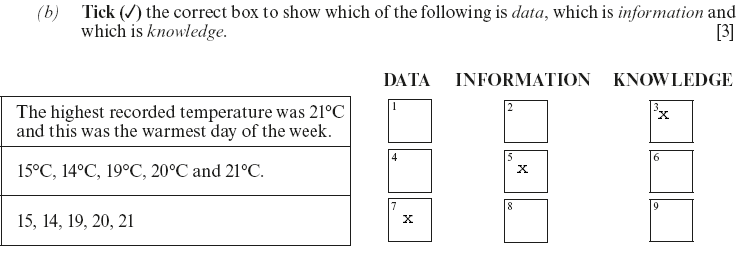 (b) Tick (✓) the correct box to show which of the following is data, which is information and
which is knowledge. [3]
DATA INFORMATION KNOWLEDGE
The highest recorded temperature was 21°C
and this was the warmest day of the week.
1 2 3 x
15°C, 14°C, 19°C, 20°C and 21°C.
4 5 x 6
15, 14, 19, 20, 21
7 x 8 9